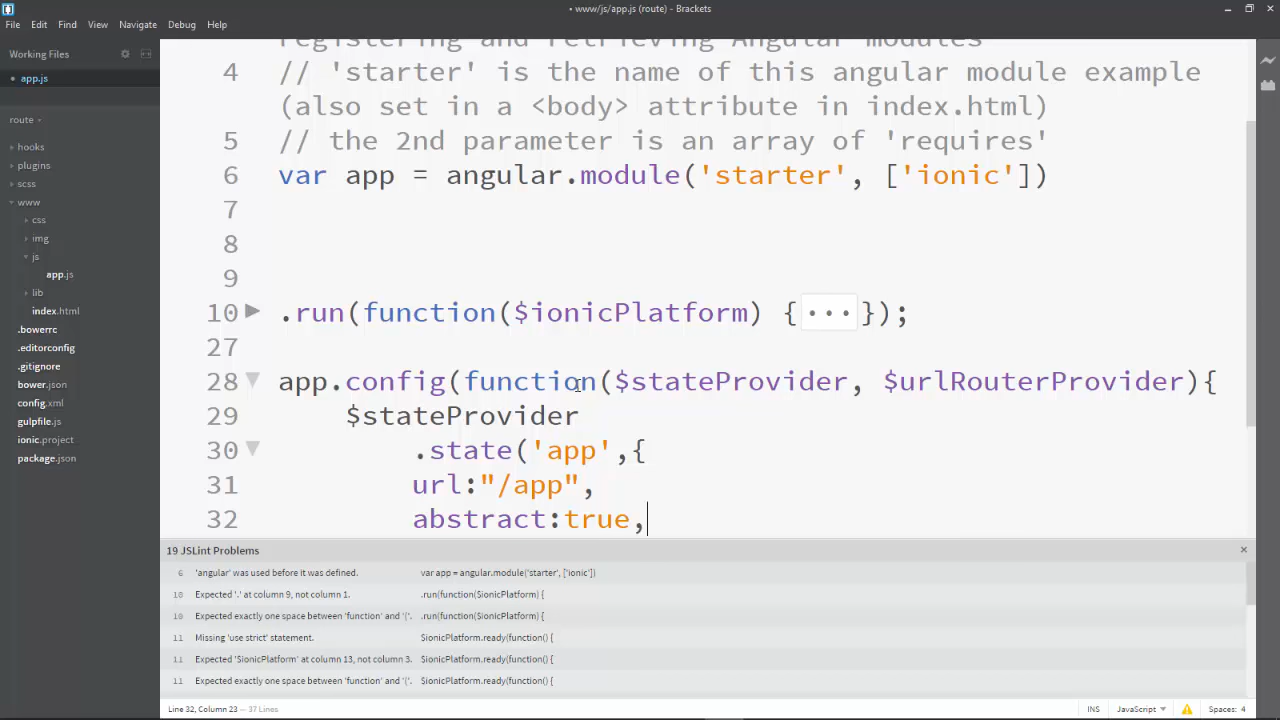 • www/js/app.js (route) - Brackets
File Edit Find View Navigate Debug Help
Working Files
• app.js
route
hooks
plugins
scss
www
css
img
js
app.js
lib
index.html
.bowerrc
.editorconfig
.gitignore
bower.json
config.xml
gulpfile.js
ionic.project
package.json
registering and retrieving Angular modules
4 // 'starter' is the name of this angular module example
(also set in a <body> attribute in index.html)
5 // the 2nd parameter is an array of 'requires'
6 var app = angular.module('starter', ['ionic'])
7
8
9
10 .run(function($ionicPlatform) {...});
27
28 app.config(function($stateProvider, $urlRouterProvider){
29 $stateProvider
30 .state('app',{
31 url:"/app",
32 abstract:true,
19 JSLint Problems
6 'angular' was used before it was defined. var app = angular.module('starter', ['ionic'])
10 Expected '.' at column 9, not column 1. .run(function($ionicPlatform) {
10 Expected exactly one space between 'function' and '('. .run(function($ionicPlatform) {
11 Missing 'use strict' statement. $ionicPlatform.ready(function() {
11 Expected '$ionicPlatform' at column 13, not column 3. $ionicPlatform.ready(function() {
11 Expected exactly one space between 'function' and '('. $ionicPlatform.ready(function() {
Line 32, Column 23 — 37 Lines
INS JavaScript Spaces: 4